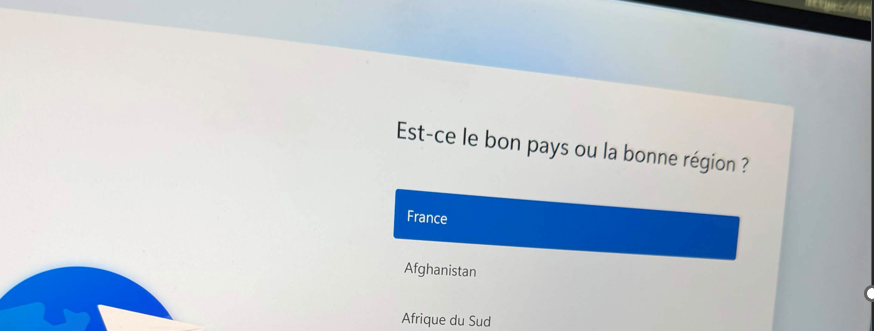 Est-ce le bon pays ou la bonne région ?
France
Afghanistan
Afrique du Sud